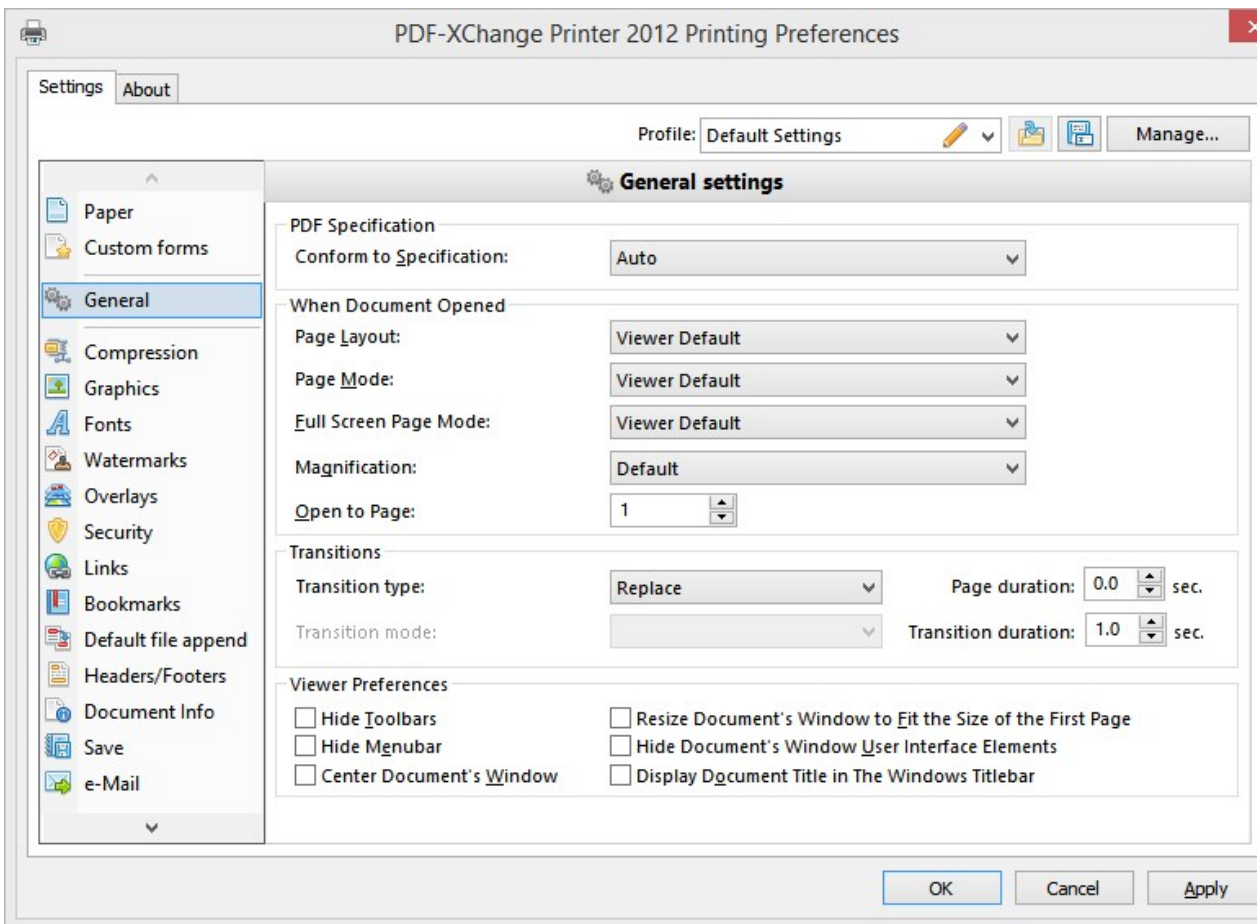 PDF-XChange Printer 2012 Printing Preferences
Settings
About
Profile: Default Settings
Manage...
Paper
Custom forms
General
Compression
Graphics
Fonts
Watermarks
Overlays
Security
Links
Bookmarks
Default file append
Headers/Footers
Document Info
Save
e-Mail
General settings
PDF Specification
Conform to Specification: Auto
When Document Opened
Page Layout: Viewer Default
Page Mode: Viewer Default
Full Screen Page Mode: Viewer Default
Magnification: Default
Open to Page: 1
Transitions
Transition type: Replace Page duration: 0.0 sec.
Transition mode: Transition duration: 1.0 sec.
Viewer Preferences
Hide Toolbars Resize Document's Window to Fit the Size of the First Page
Hide Menubar Hide Document's Window User Interface Elements
Center Document's Window Display Document Title in The Windows Titlebar
OK Cancel Apply